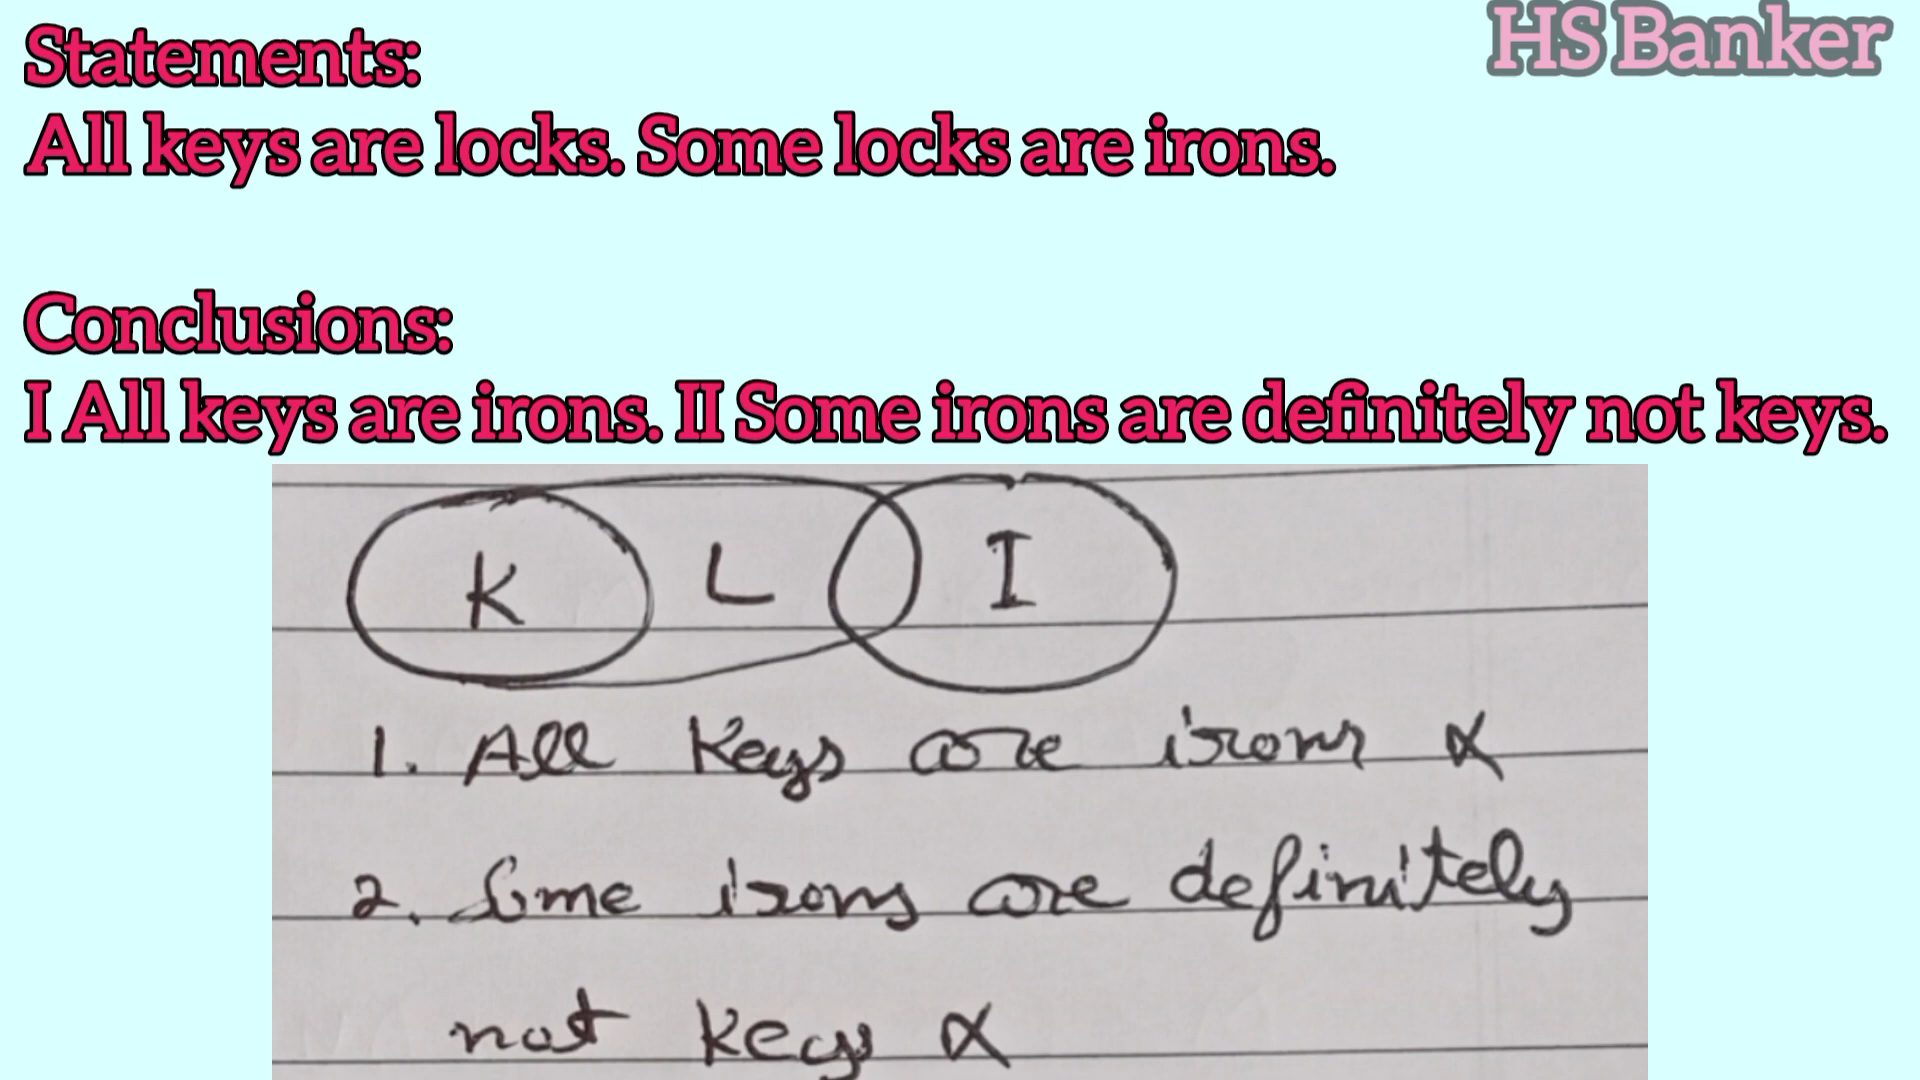 Statements:
HS Banker
All keys are locks. Some locks are irons.
Conclusions:
I All keys are irons. II Some irons are definitely not keys.
K L I
1. All Keys are irons x
2. Some irons are definitely
not keys x